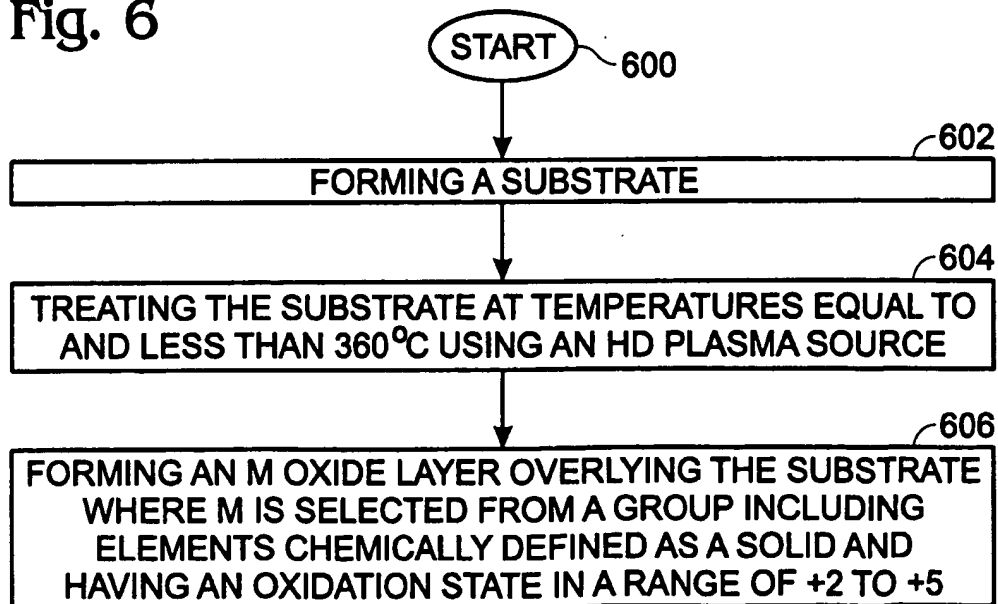 Fig. 6
START
600
602
FORMING A SUBSTRATE
604
TREATING THE SUBSTRATE AT TEMPERATURES EQUAL TO
AND LESS THAN 360°C USING AN HD PLASMA SOURCE
606
FORMING AN M OXIDE LAYER OVERLYING THE SUBSTRATE
WHERE M IS SELECTED FROM A GROUP INCLUDING
ELEMENTS CHEMICALLY DEFINED AS A SOLID AND
HAVING AN OXIDATION STATE IN A RANGE OF +2 TO +5